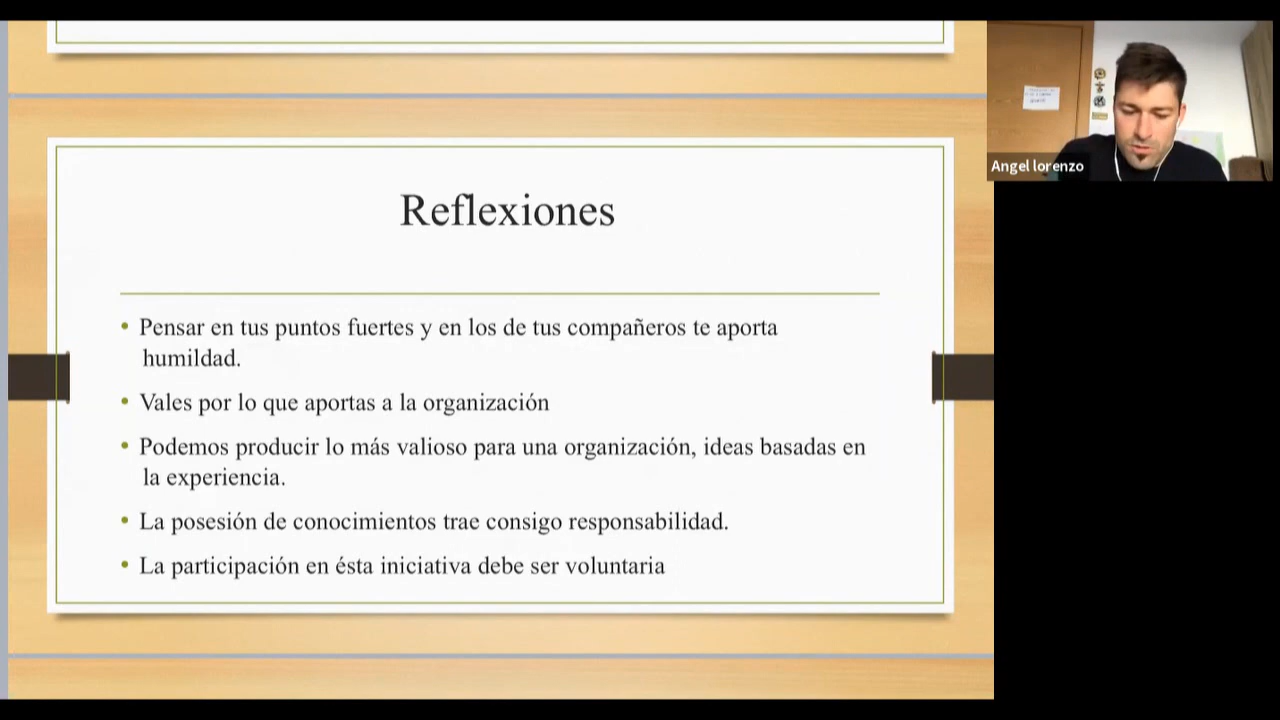 Reflexiones
• Pensar en tus puntos fuertes y en los de tus compañeros te aporta
humildad.
• Vales por lo que aportas a la organización
• Podemos producir lo más valioso para una organización, ideas basadas en
la experiencia.
• La posesión de conocimientos trae consigo responsabilidad.
• La participación en ésta iniciativa debe ser voluntaria
Angel lorenzo